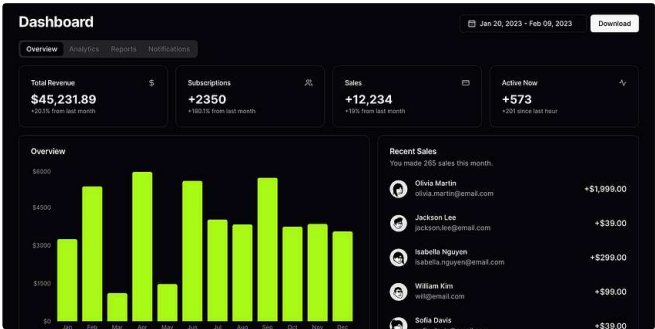 Dashboard
Jan 20, 2023 - Feb 09, 2023
Download
Overview
Analytics
Reports
Notifications
Total Revenue
$
$45,231.89
+20.1% from last month
Subscriptions
+2350
+180.1% from last month
Sales
+12,234
+19% from last month
Active Now
+573
+201 since last hour
Overview
$6000
$4500
$3000
$1500
$0
Jan Feb Mar Apr May Jun Jul Aug Sep Oct Nov Dec
Recent Sales
You made 265 sales this month.
Olivia Martin
olivia.martin@email.com
+$1,999.00
Jackson Lee
jackson.lee@email.com
+$39.00
Isabella Nguyen
isabella.nguyen@email.com
+$299.00
William Kim
will@email.com
+$99.00
Sofia Davis
+$39.00